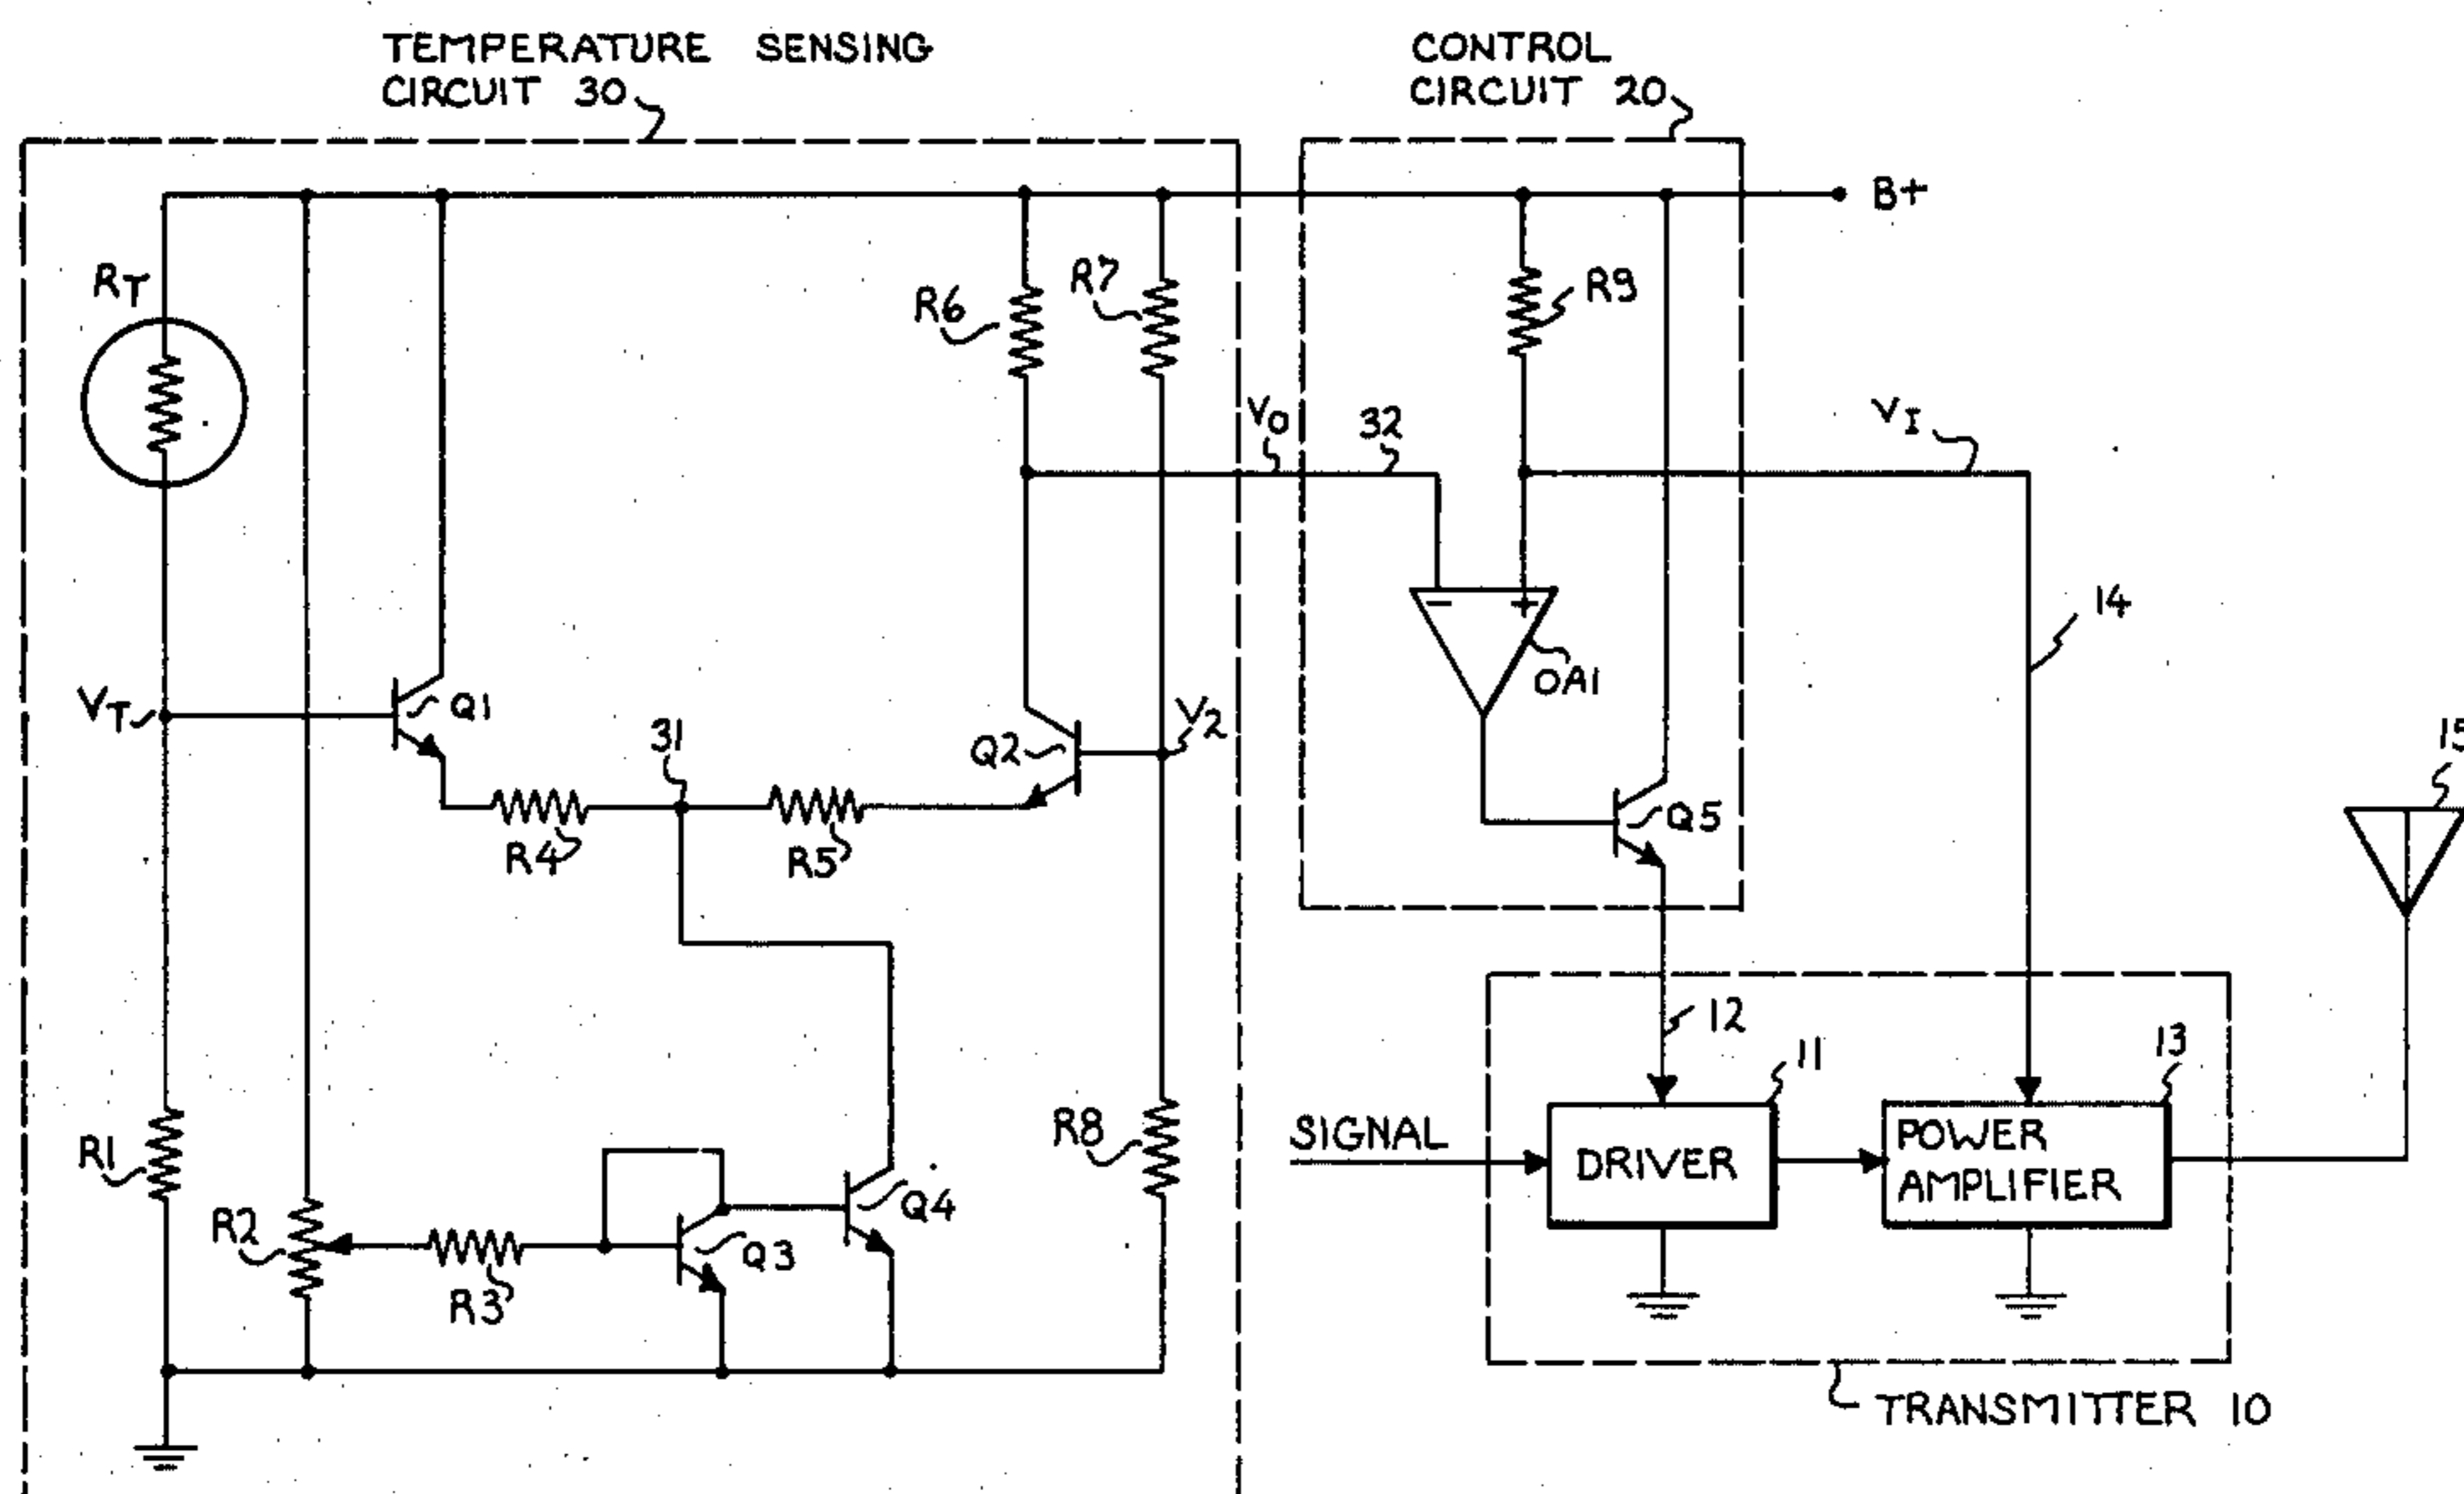 TEMPERATURE SENSING
CIRCUIT 30
CONTROL
CIRCUIT 20
B+
RT
R6
R7
R9
VO
32
VI
14
OA1
VT
Q1
31
Q2
V2
R4
R5
Q5
15
12
11
13
R1
R8
SIGNAL
DRIVER
POWER
AMPLIFIER
R2
R3
Q3
Q4
TRANSMITTER 10